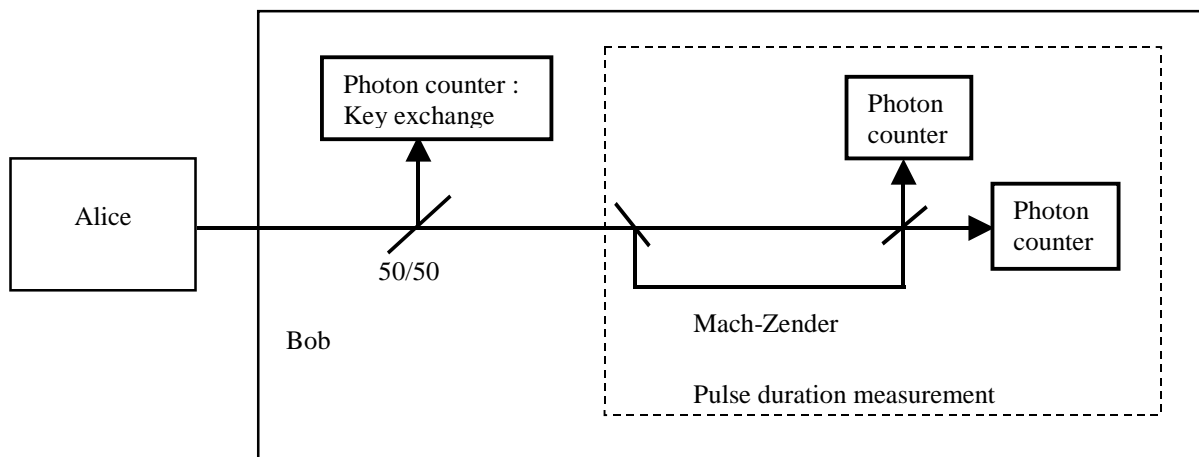 Photon counter :
Key exchange
Photon
counter
Alice
Photon
counter
50/50
Bob
Mach-Zender
Pulse duration measurement